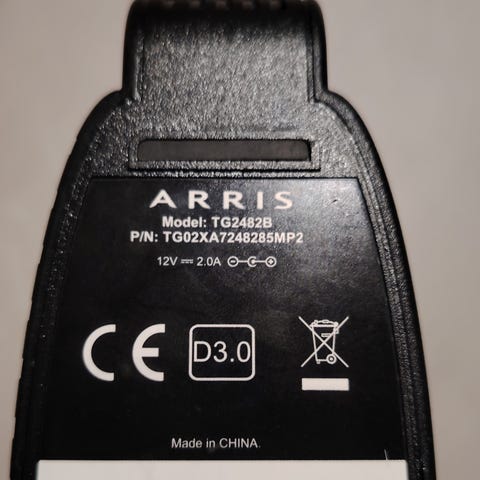 ARRIS
Model: TG2482B
P/N: TG02XA7248285MP2
12V ⎓ 2.0A
CE
D3.0
Made in CHINA.